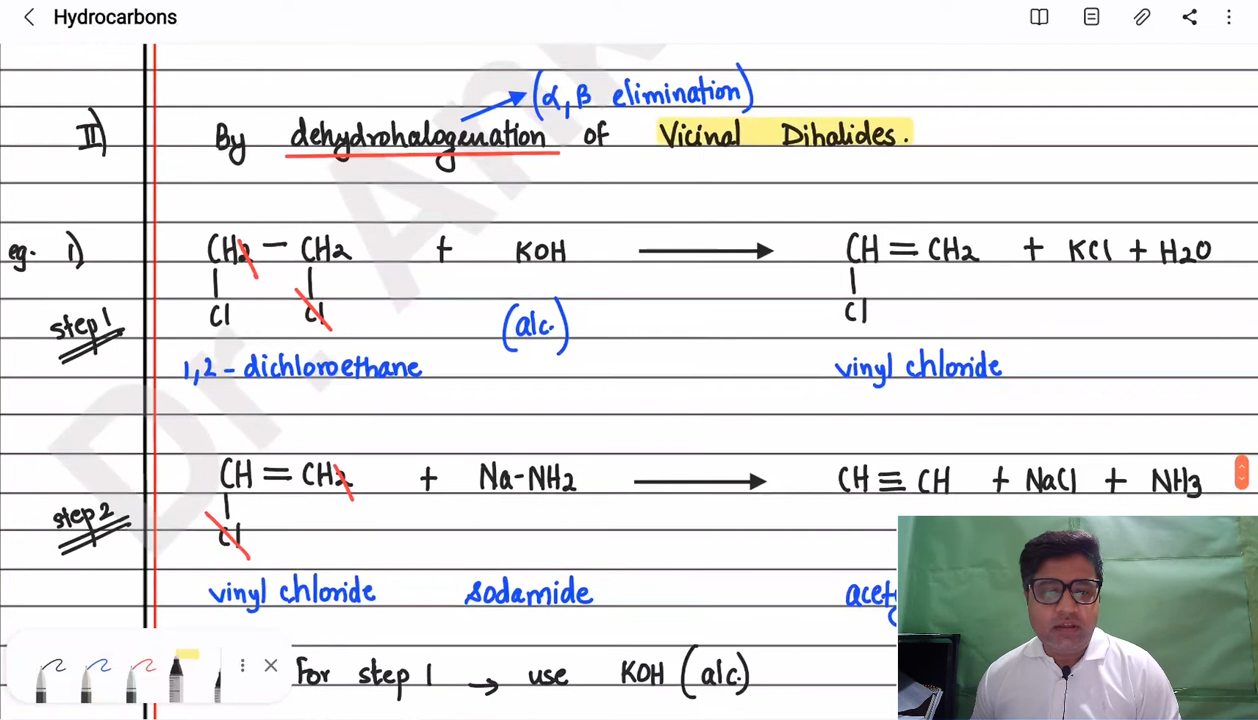 Hydrocarbons
(α, β elimination)
II) By dehydrohalogenation of Vicinal Dihalides.
eg. 1) CH2 — CH2 + KOH ⟶ CH = CH2 + KCl + H2O
Cl Cl (alc.) Cl
step 1
1,2 - dichloroethane vinyl chloride
CH = CH2 + Na-NH2 ⟶ CH ≡ CH + NaCl + NH3
step 2 Cl
vinyl chloride sodamide
For step 1 → use KOH (alc.)
Dr.